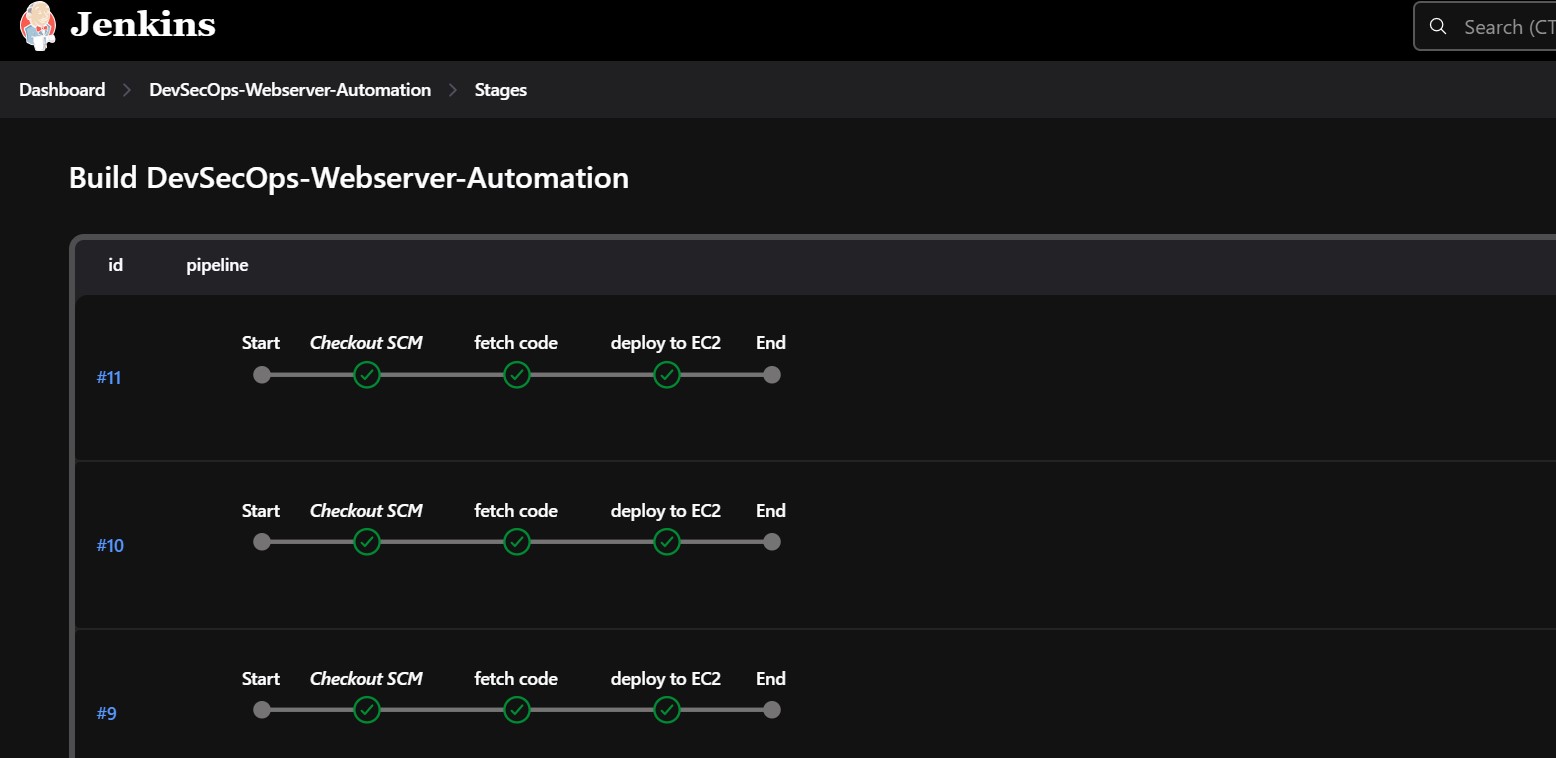 Jenkins
Search (CT
Dashboard > DevSecOps-Webserver-Automation > Stages
Build DevSecOps-Webserver-Automation
id pipeline
Start Checkout SCM fetch code deploy to EC2 End
#11
Start Checkout SCM fetch code deploy to EC2 End
#10
Start Checkout SCM fetch code deploy to EC2 End
#9